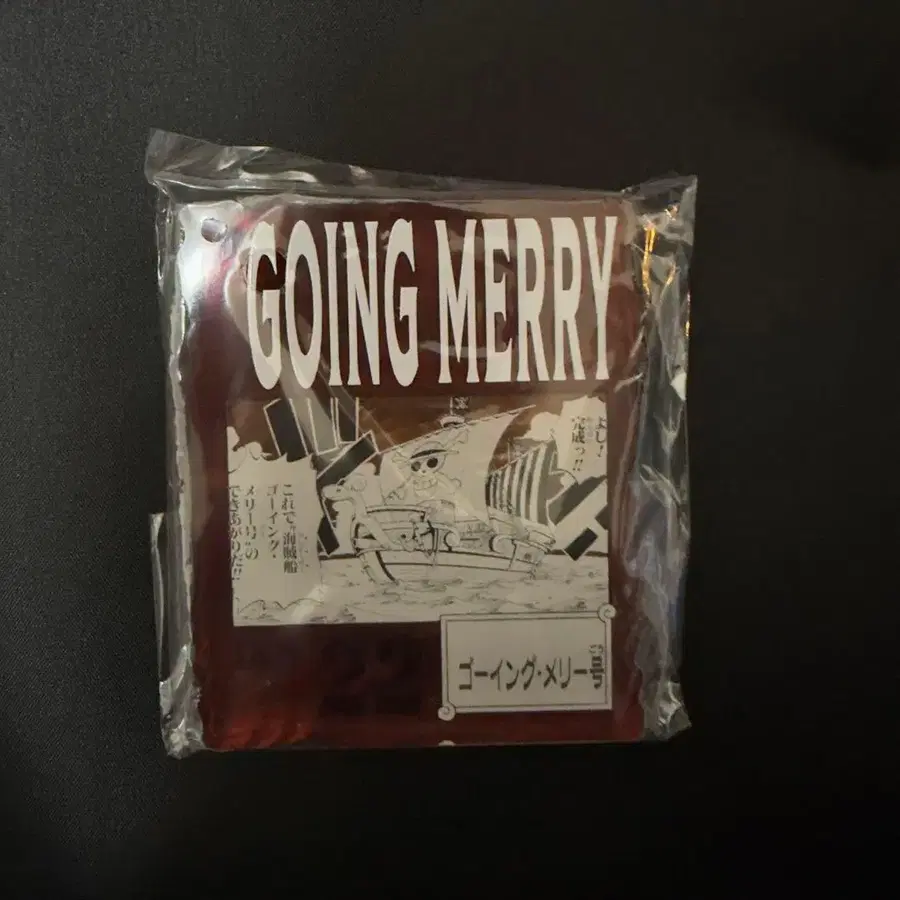 GOING MERRY
よし!
完成っ!!
これで“海賊船
ゴーイング・
メリー号”の
できあがりだ!!
ゴーイング・メリー号